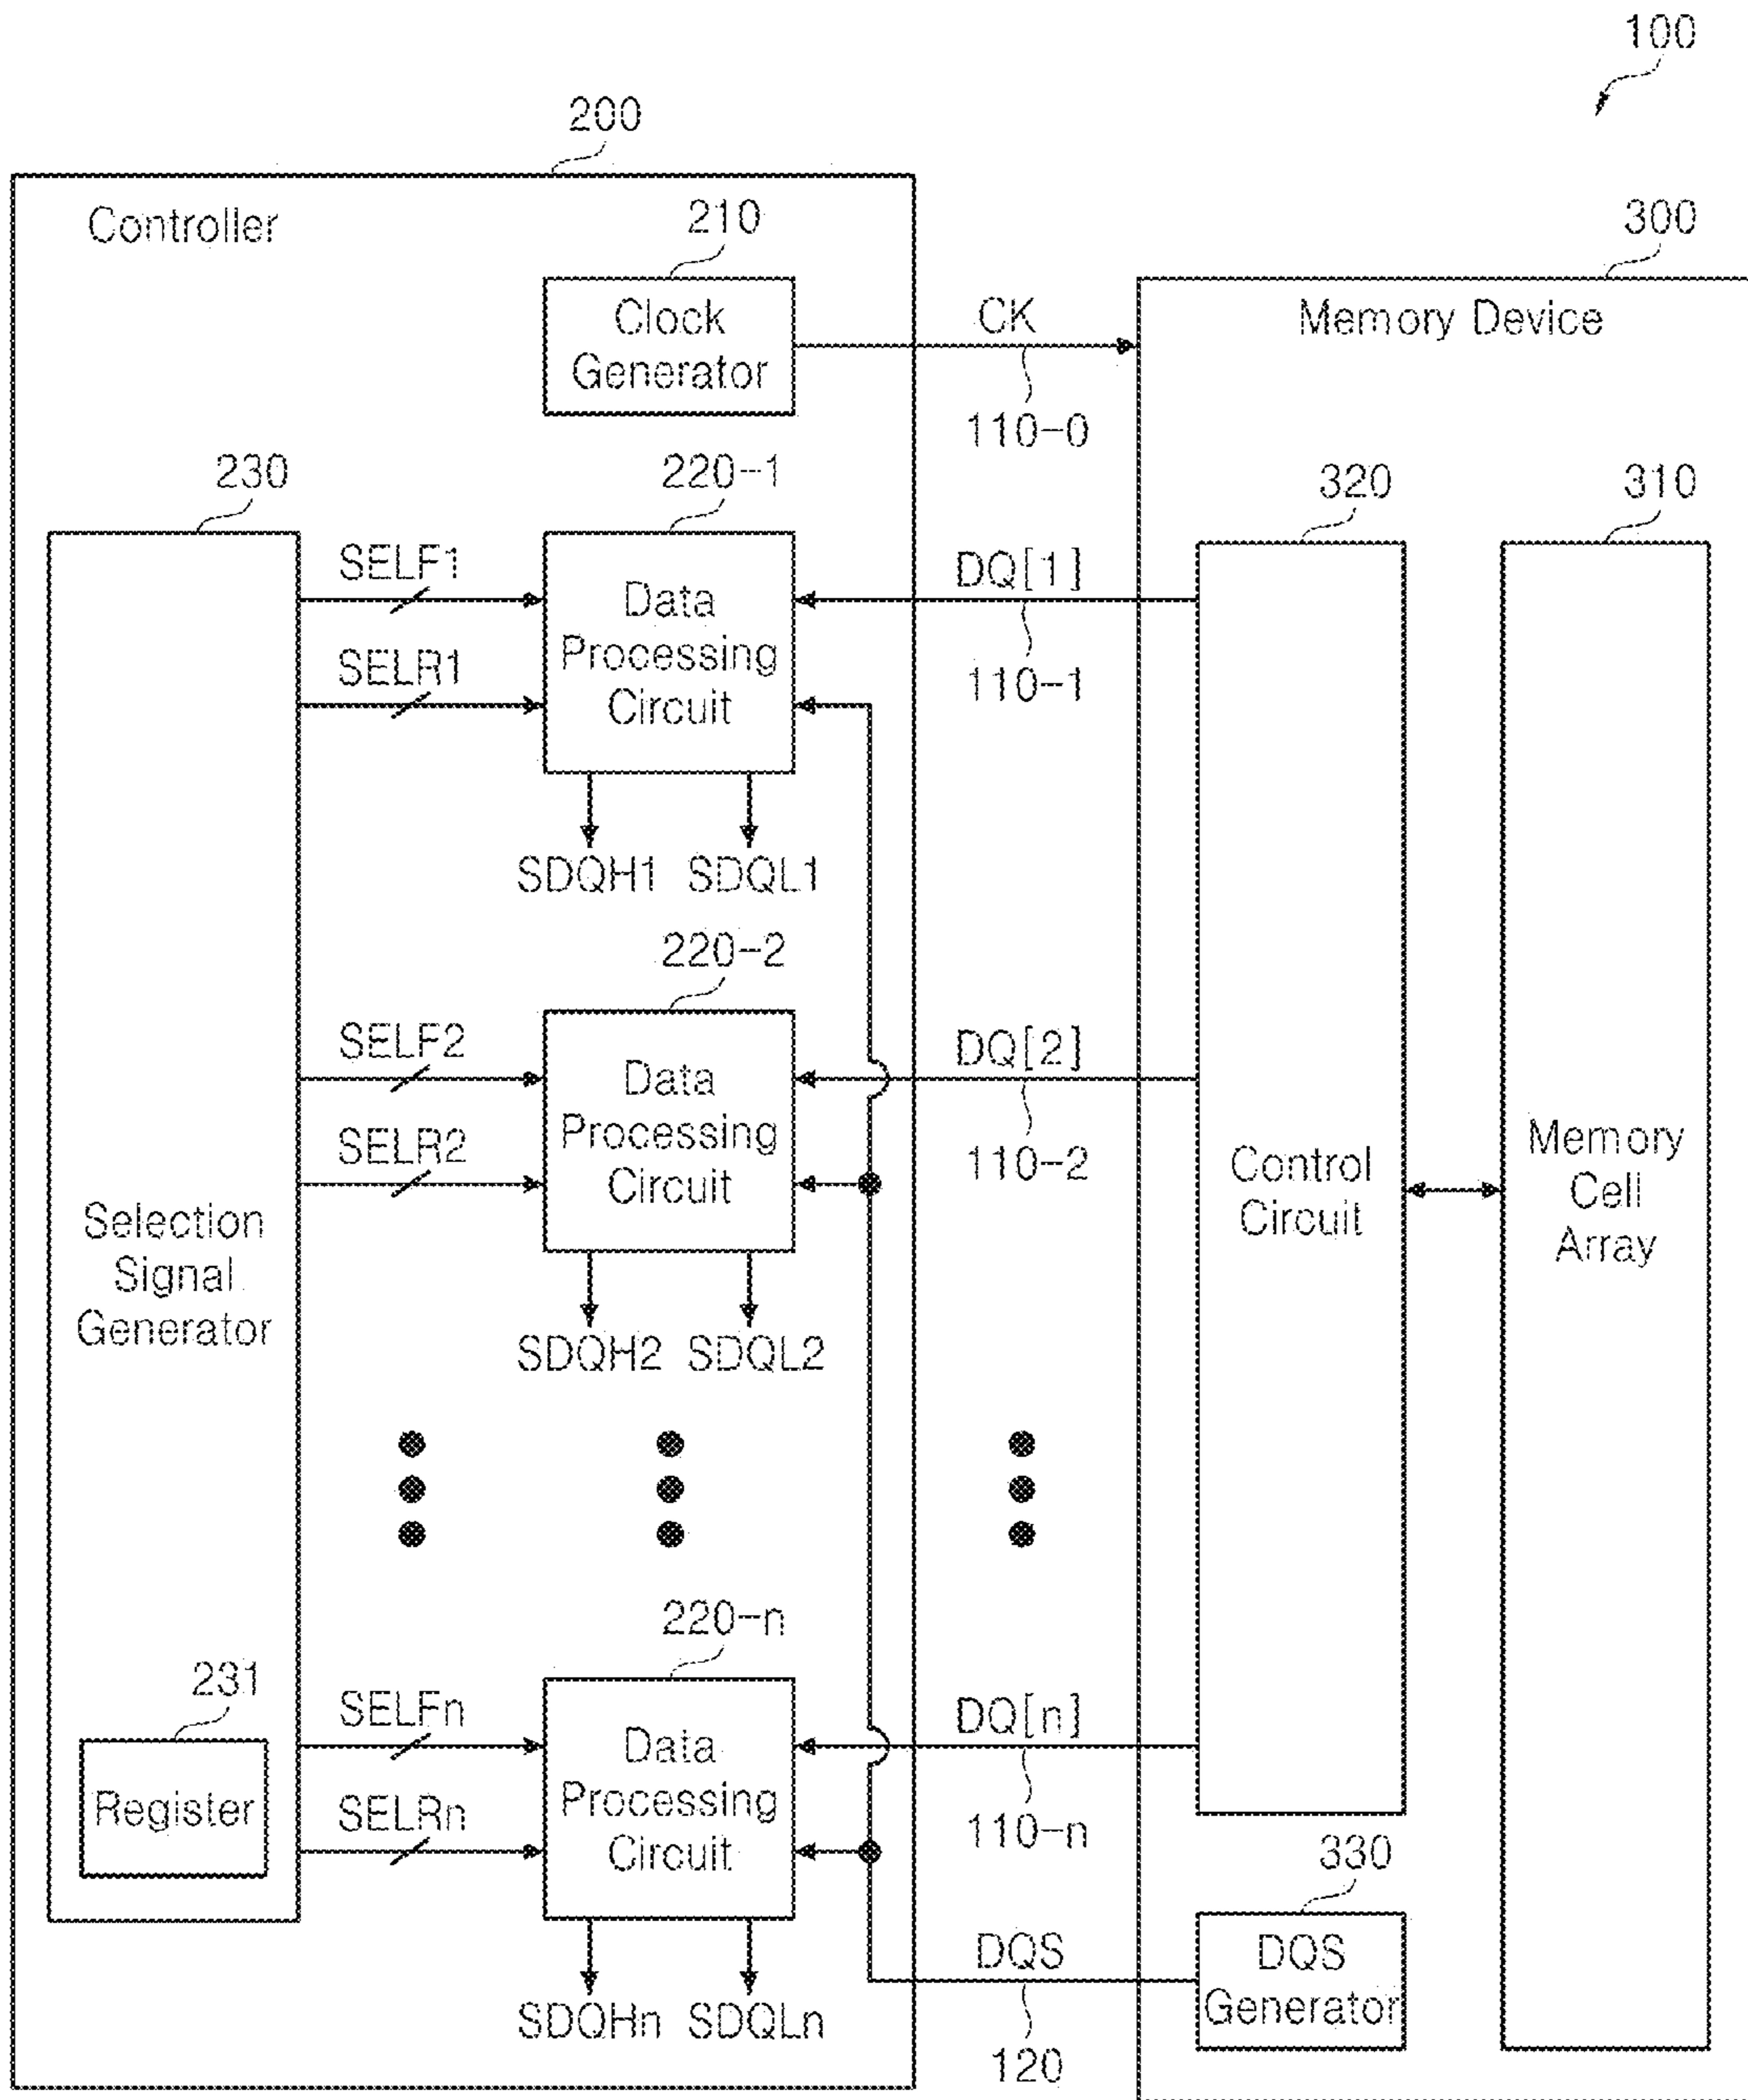 100
200
Controller
210
300
Clock
Generator
CK
110-0
Memory Device
230
220-1
320
310
SELF1
SELR1
Data
Processing
Circuit
DQ[1]
110-1
SDQH1 SDQL1
220-2
SELF2
SELR2
Data
Processing
Circuit
DQ[2]
110-2
Selection
Signal
Generator
Control
Circuit
Memory
Cell
Array
SDQH2 SDQL2
220-n
231
Register
SELFn
SELRn
Data
Processing
Circuit
DQ[n]
110-n
330
DQS
120
DQS
Generator
SDQHn SDQLn